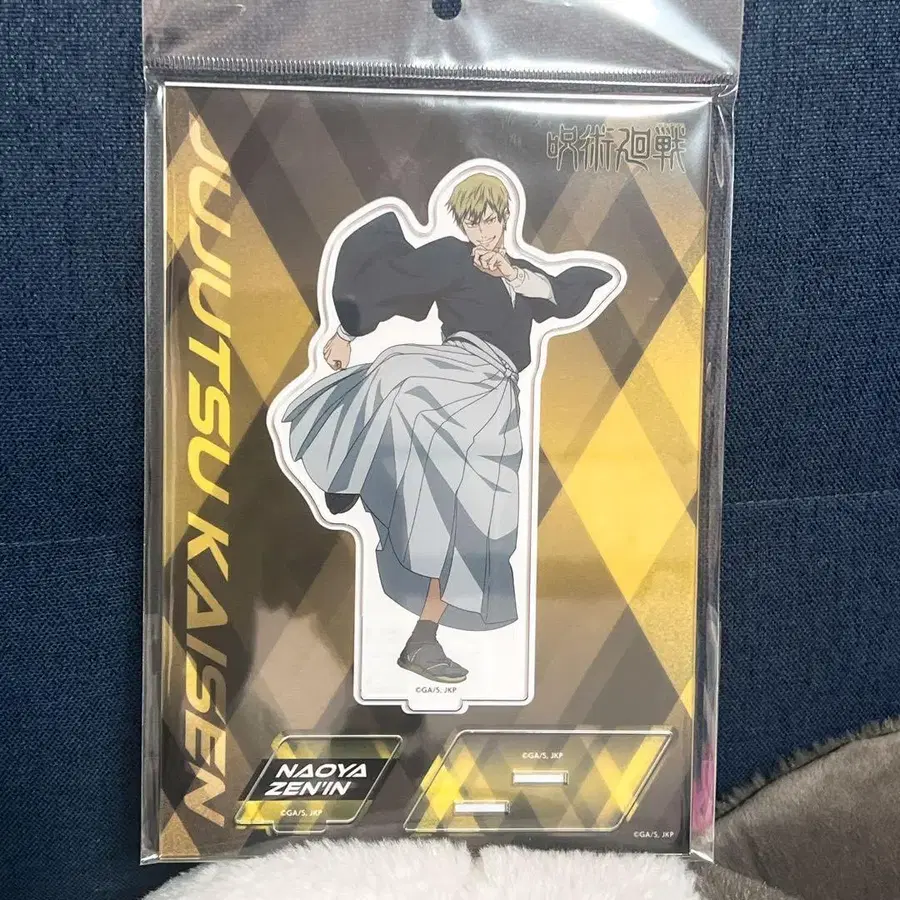 呪術廻戦
JUJUTSU KAISEN
©GA/S, JKP
NAOYA
ZEN'IN
©GA/S, JKP
©GA/S, JKP
©GA/S, JKP